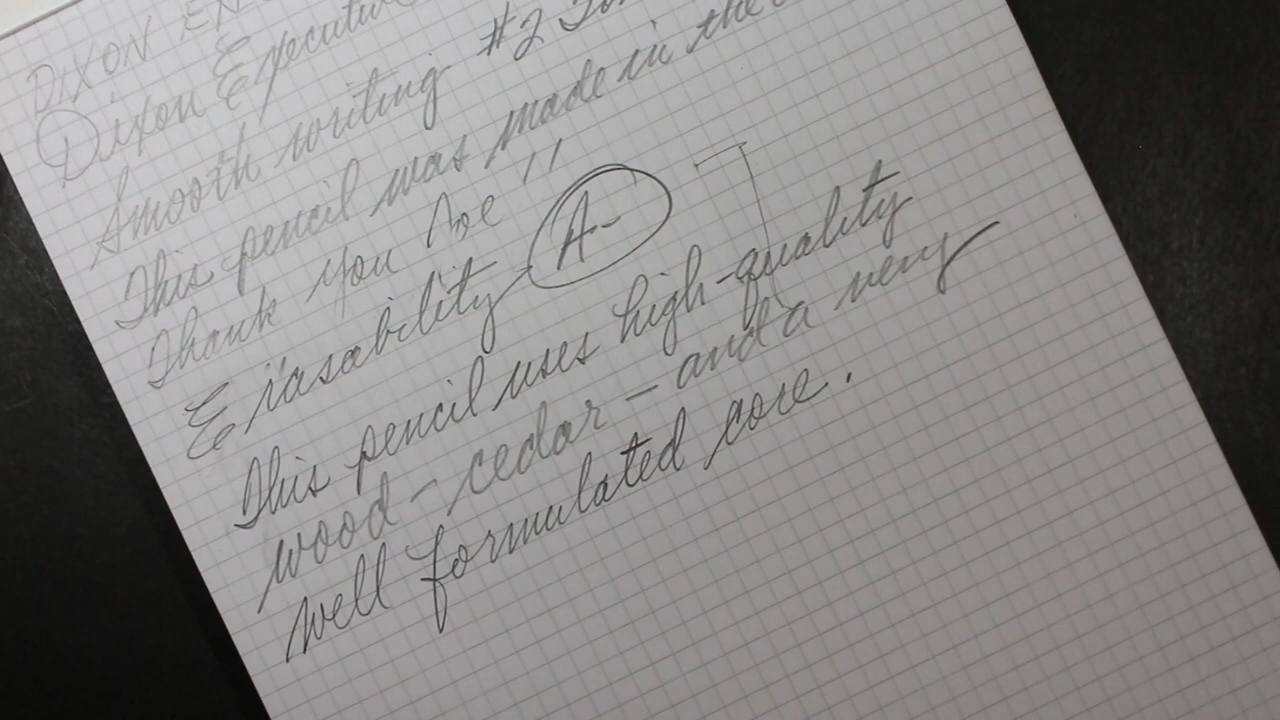 DIXON
Dixon Executive
Smooth writing #2
This pencil was made in the
Thank you Joe !!
Erasability - A-
This pencil uses high-quality
wood - cedar - and a very
well formulated core.